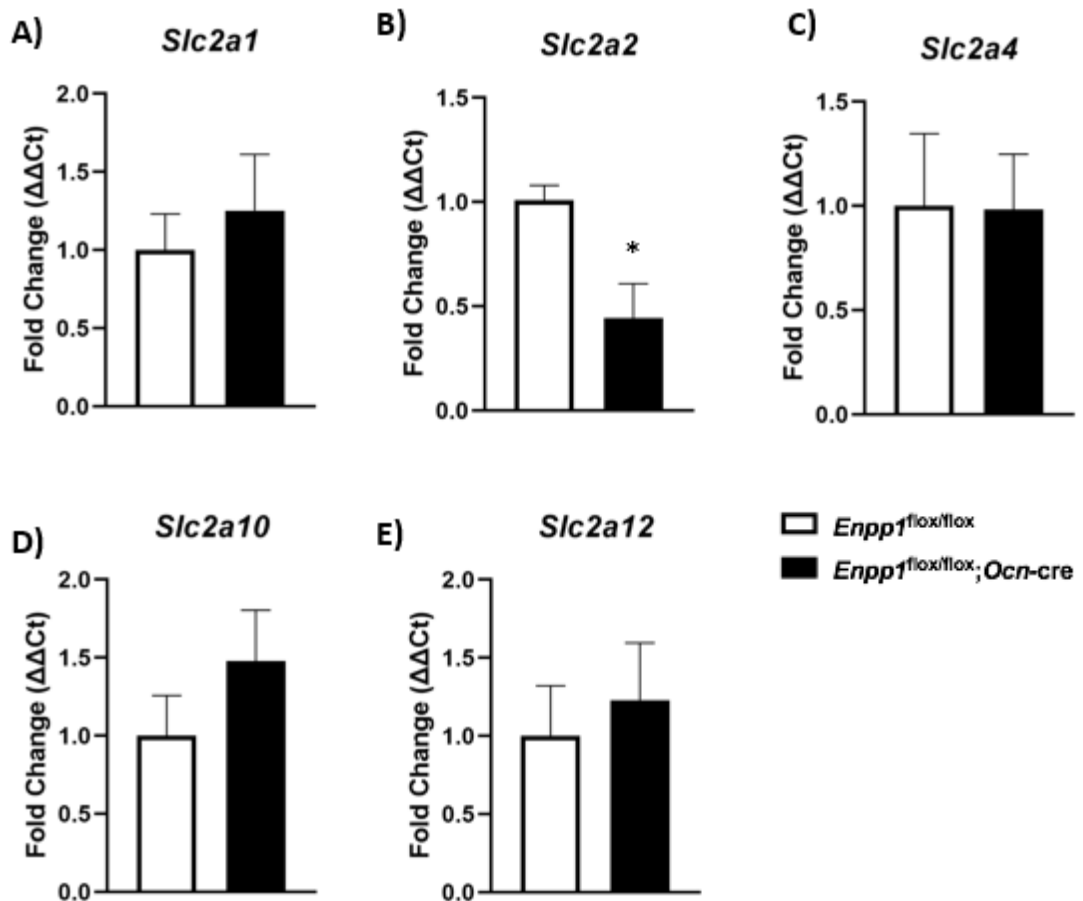 A)
Slc2a1
Fold Change (ΔΔCt)
2.0
1.5
1.0
0.5
0.0
B)
Slc2a2
Fold Change (ΔΔCt)
1.5
1.0
0.5
0.0
*
C)
Slc2a4
Fold Change (ΔΔCt)
1.5
1.0
0.5
0.0
D)
Slc2a10
Fold Change (ΔΔCt)
2.0
1.5
1.0
0.5
0.0
E)
Slc2a12
Fold Change (ΔΔCt)
2.0
1.5
1.0
0.5
0.0
Enpp1flox/flox
Enpp1flox/flox;Ocn-cre